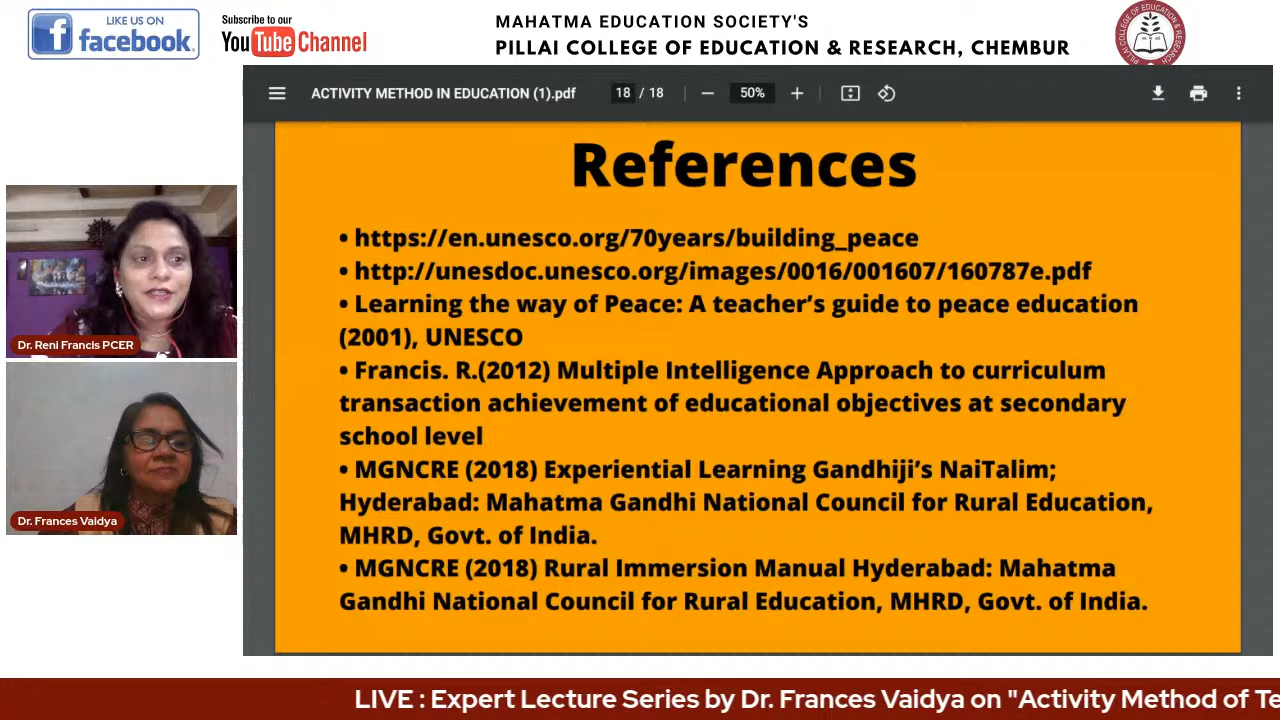 LIKE US ON
facebook.
Subscribe to our
YouTube Channel
MAHATMA EDUCATION SOCIETY'S
PILLAI COLLEGE OF EDUCATION & RESEARCH, CHEMBUR
ACTIVITY METHOD IN EDUCATION (1).pdf
18 / 18
50%
References
• https://en.unesco.org/70years/building_peace
• http://unesdoc.unesco.org/images/0016/001607/160787e.pdf
• Learning the way of Peace: A teacher's guide to peace education
(2001), UNESCO
• Francis. R.(2012) Multiple Intelligence Approach to curriculum
transaction achievement of educational objectives at secondary
school level
• MGNCRE (2018) Experiential Learning Gandhiji's NaiTalim;
Hyderabad: Mahatma Gandhi National Council for Rural Education,
MHRD, Govt. of India.
• MGNCRE (2018) Rural Immersion Manual Hyderabad: Mahatma
Gandhi National Council for Rural Education, MHRD, Govt. of India.
Dr. Reni Francis PCER
Dr. Frances Vaidya
LIVE : Expert Lecture Series by Dr. Frances Vaidya on "Activity Method of Te